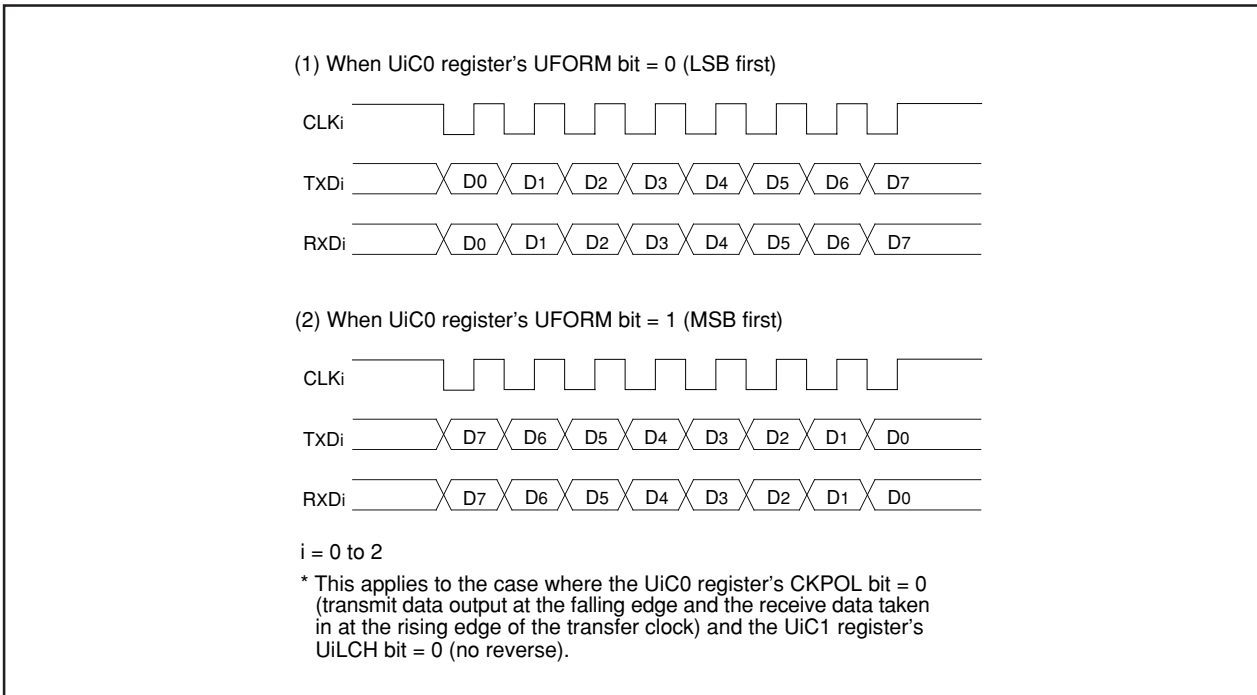 (1) When UiC0 register's UFORM bit = 0 (LSB first)
CLKi
TXDi D0 D1 D2 D3 D4 D5 D6 D7
RXDi D0 D1 D2 D3 D4 D5 D6 D7
(2) When UiC0 register's UFORM bit = 1 (MSB first)
CLKi
TXDi D7 D6 D5 D4 D3 D2 D1 D0
RXDi D7 D6 D5 D4 D3 D2 D1 D0
i = 0 to 2
* This applies to the case where the UiC0 register's CKPOL bit = 0
(transmit data output at the falling edge and the receive data taken
in at the rising edge of the transfer clock) and the UiC1 register's
UiLCH bit = 0 (no reverse).